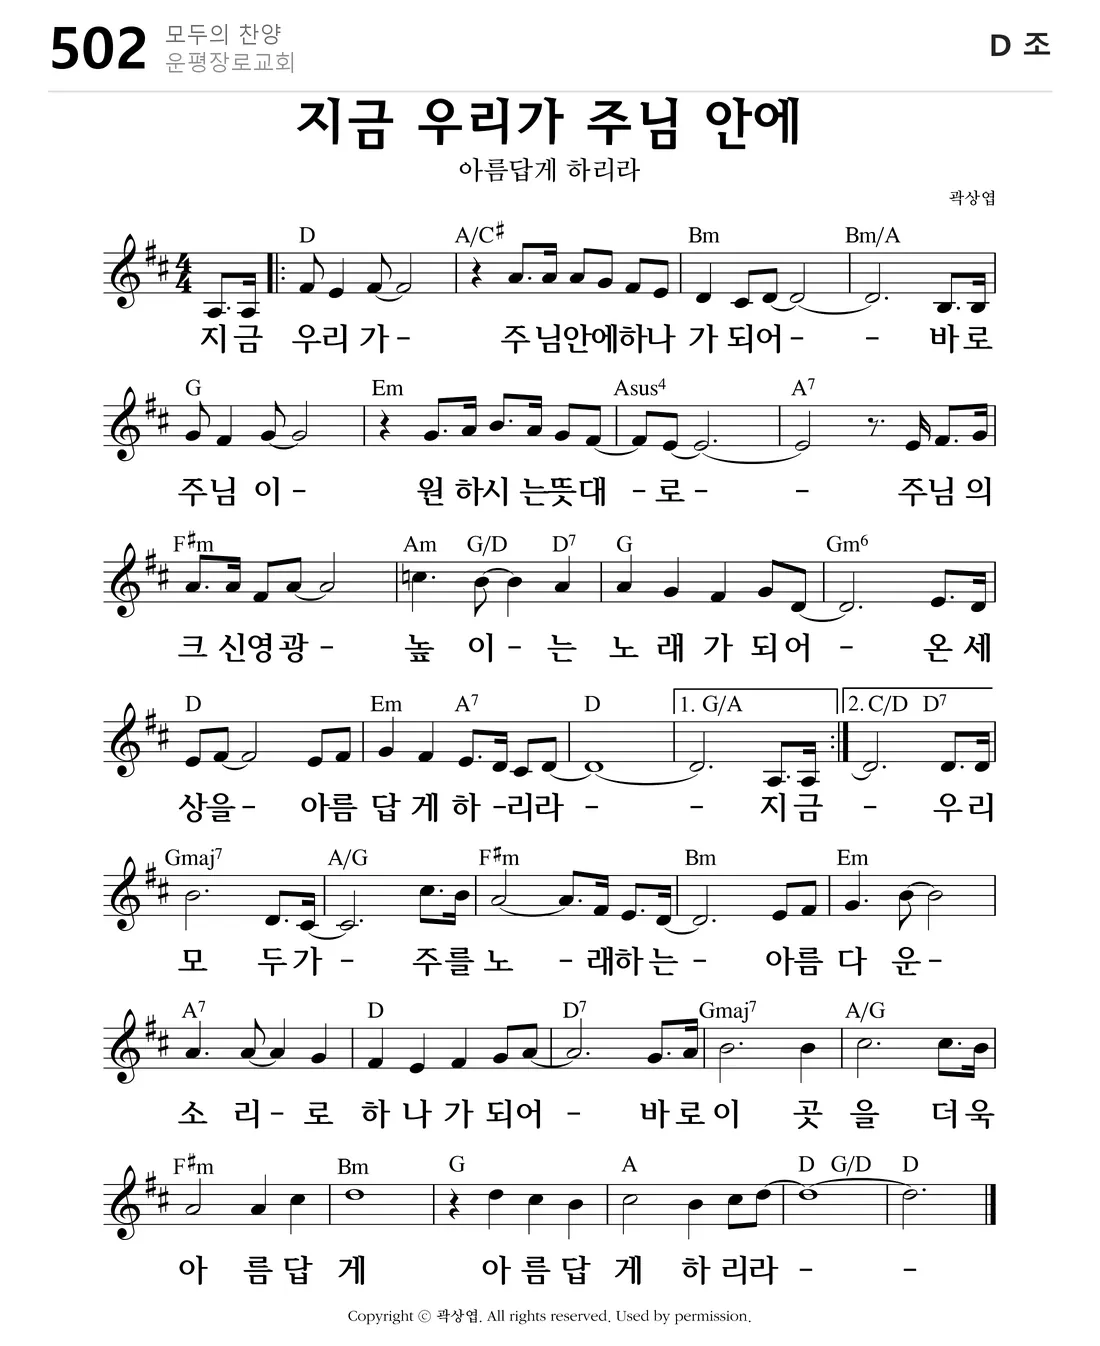 502 모두의 찬양
운평장로교회
D 조
지금 우리가 주님 안에
아름답게 하리라
곽상엽
D A/C♯ Bm Bm/A
지금 우리 가 - 주 님안에하나 가 되어 - - 바로
G Em Asus4 A7
주님 이 - 원 하시 는뜻대 - 로 - - 주님 의
F♯m Am G/D D7 G Gm6
크 신영광 - 높 이 - 는 노 래 가 되어 - 온 세
D Em A7 D 1. G/A 2. C/D D7
상을 - 아름 답 게 하 -리라 - - 지금 - 우리
Gmaj7 A/G F♯m Bm Em
모 두가 - 주를 노 - 래하는 - 아름 다 운 -
A7 D D7 Gmaj7 A/G
소 리 - 로 하 나 가 되어 - 바로 이 곳 을 더욱
F♯m Bm G A D G/D D
아 름 답 게 아 름 답 게 하 리라 - -
Copyright ⓒ 곽상엽. All rights reserved. Used by permission.